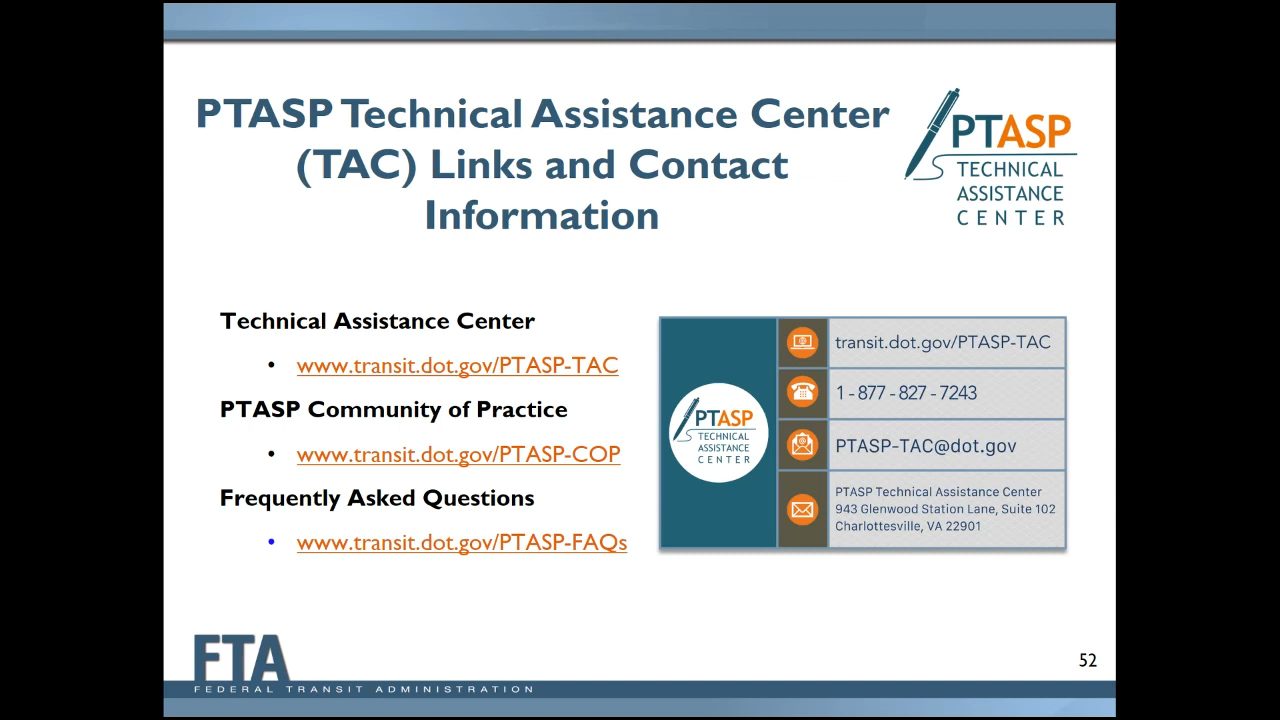 PTASP Technical Assistance Center
(TAC) Links and Contact
Information
PTASP
TECHNICAL
ASSISTANCE
CENTER
Technical Assistance Center
• www.transit.dot.gov/PTASP-TAC
PTASP Community of Practice
• www.transit.dot.gov/PTASP-COP
Frequently Asked Questions
• www.transit.dot.gov/PTASP-FAQs
PTASP
TECHNICAL
ASSISTANCE
CENTER
transit.dot.gov/PTASP-TAC
1 - 877 - 827 - 7243
PTASP-TAC@dot.gov
PTASP Technical Assistance Center
943 Glenwood Station Lane, Suite 102
Charlottesville, VA 22901
FTA
FEDERAL TRANSIT ADMINISTRATION
52